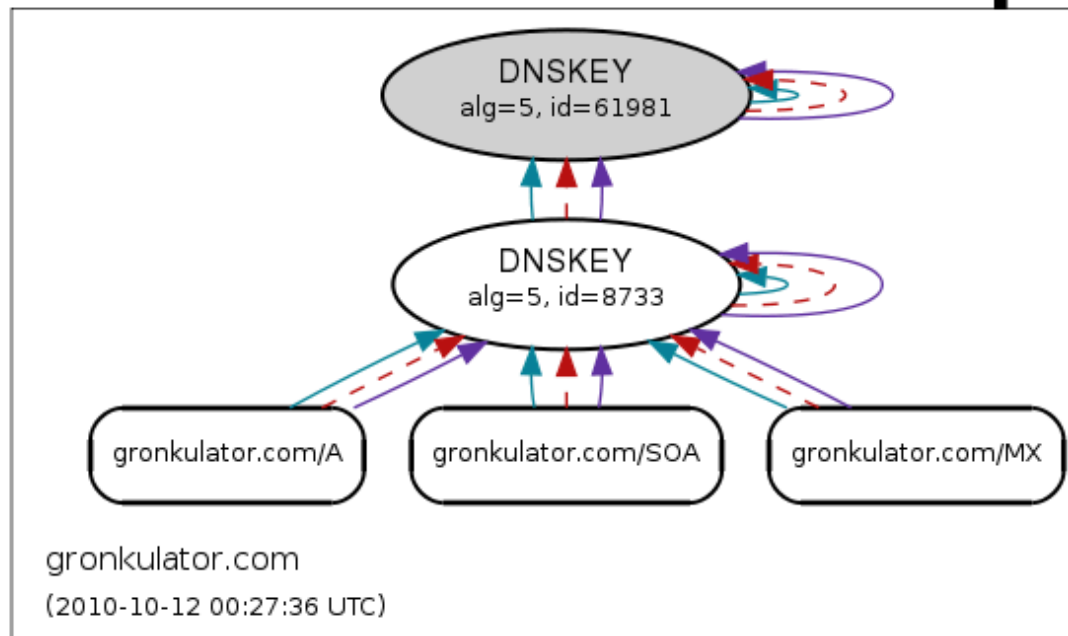 DNSKEY
alg=5, id=61981
DNSKEY
alg=5, id=8733
gronkulator.com/A
gronkulator.com/SOA
gronkulator.com/MX
gronkulator.com
(2010-10-12 00:27:36 UTC)